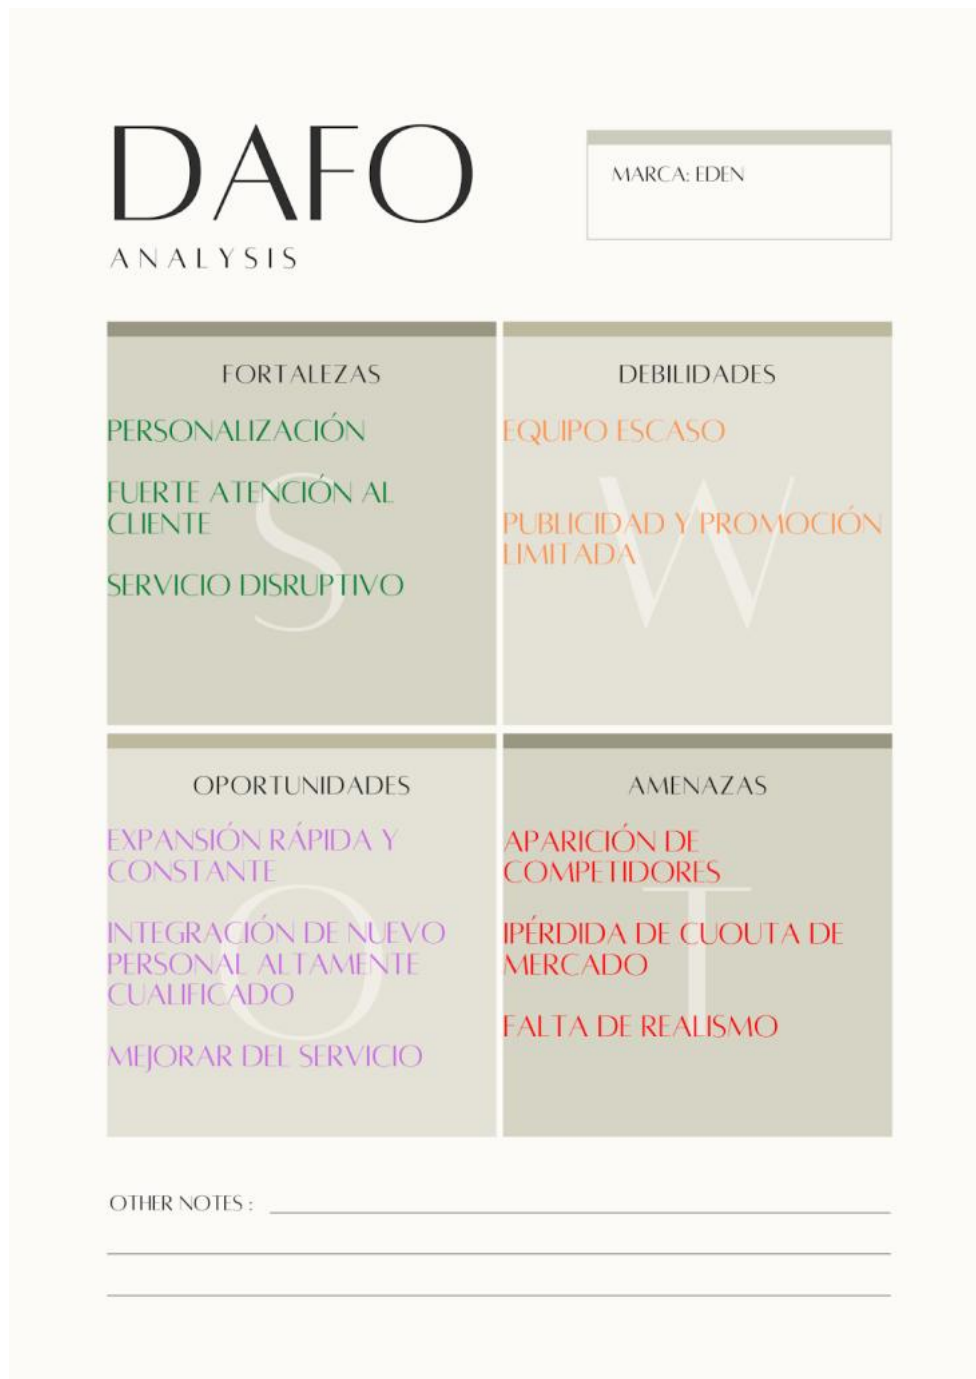 DAFO
ANALYSIS
MARCA: EDEN
FORTALEZAS
PERSONALIZACIÓN
FUERTE ATENCIÓN AL
CLIENTE
SERVICIO DISRUPTIVO
S
DEBILIDADES
EQUIPO ESCASO
PUBLICIDAD Y PROMOCIÓN
LIMITADA
W
OPORTUNIDADES
EXPANSIÓN RÁPIDA Y
CONSTANTE
INTEGRACIÓN DE NUEVO
PERSONAL ALTAMENTE
CUALIFICADO
MEJORAR DEL SERVICIO
O
AMENAZAS
APARICIÓN DE
COMPETIDORES
IPÉRDIDA DE CUOUTA DE
MERCADO
FALTA DE REALISMO
T
OTHER NOTES :